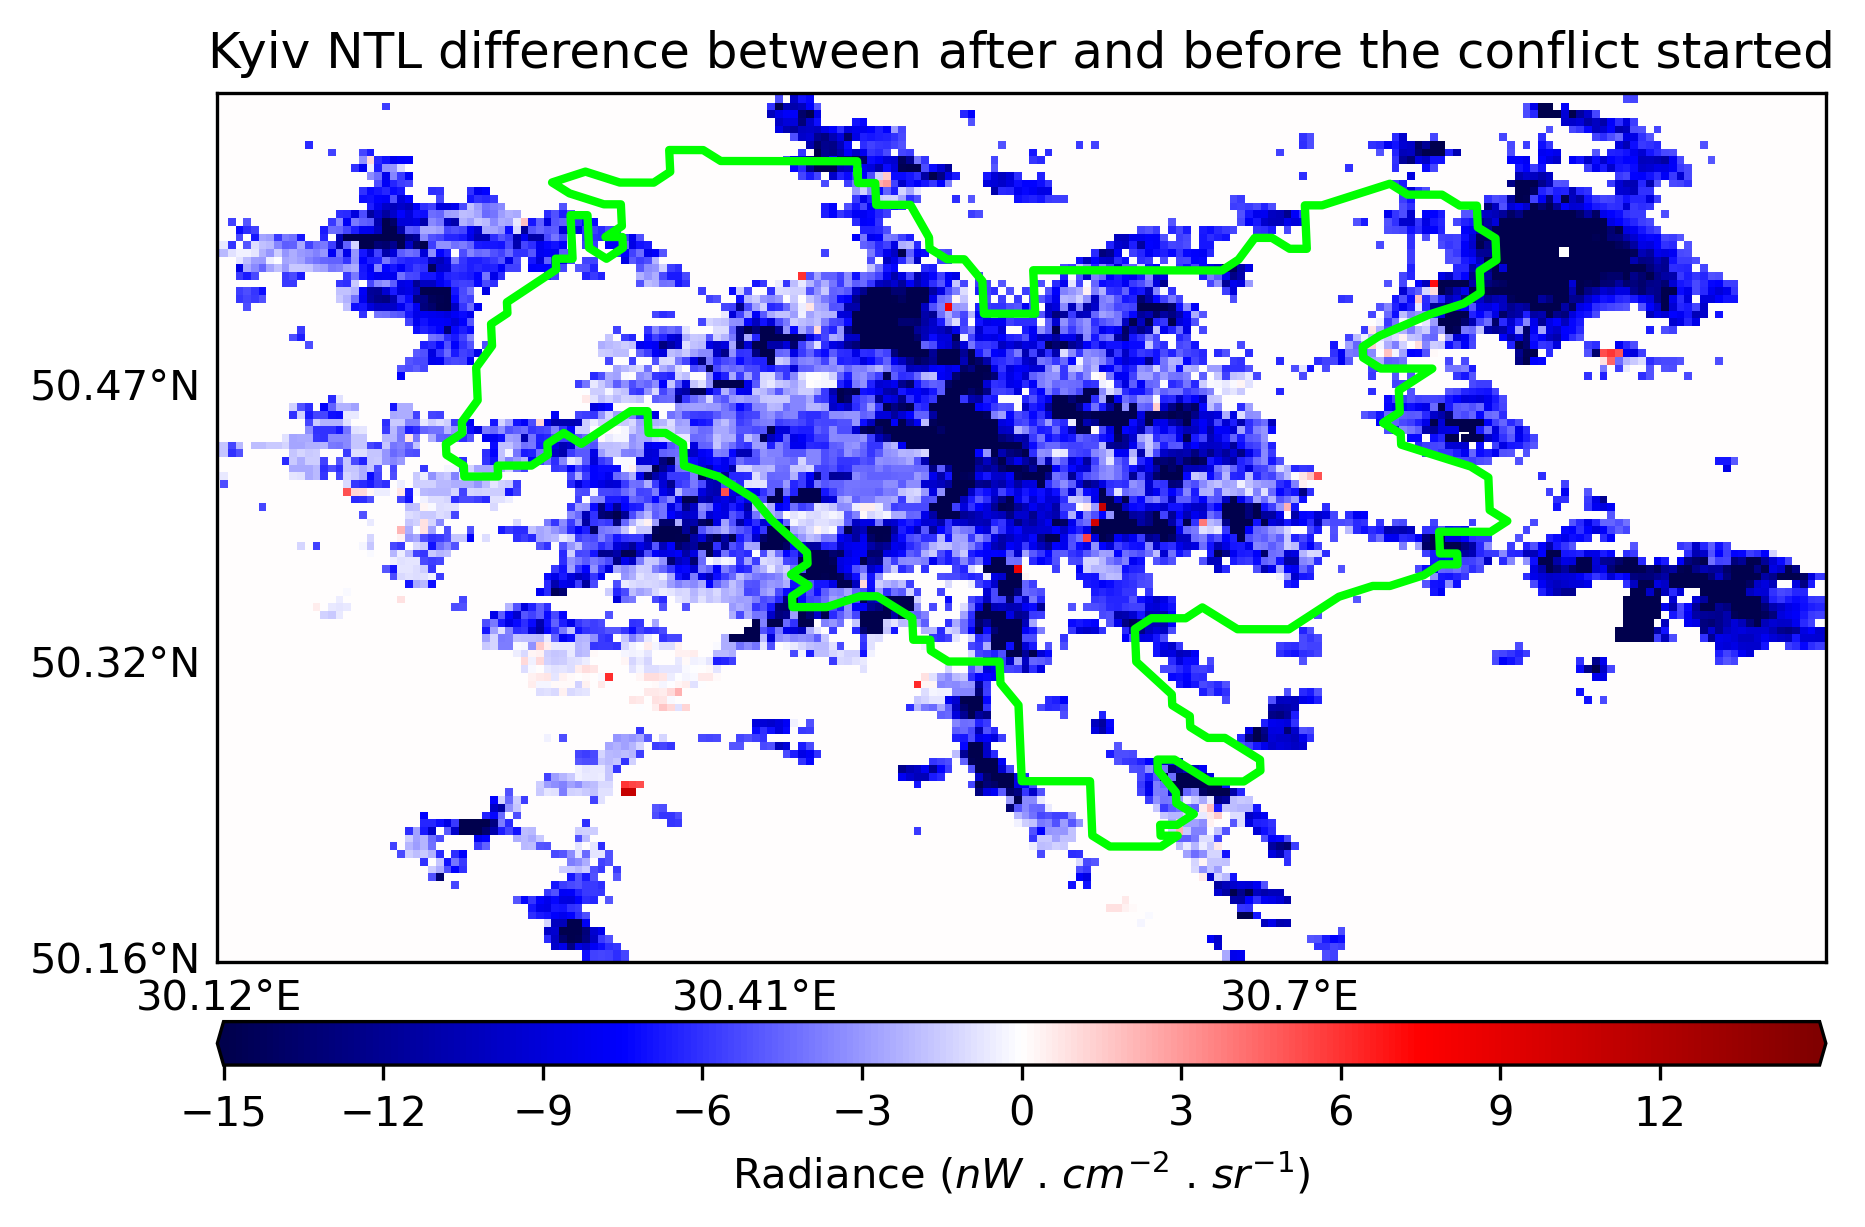 Kyiv NTL difference between after and before the conflict started
50.47°N
50.32°N
50.16°N
30.12°E 30.41°E 30.7°E
−15 −12 −9 −6 −3 0 3 6 9 12
Radiance (nW . cm⁻² . sr⁻¹)